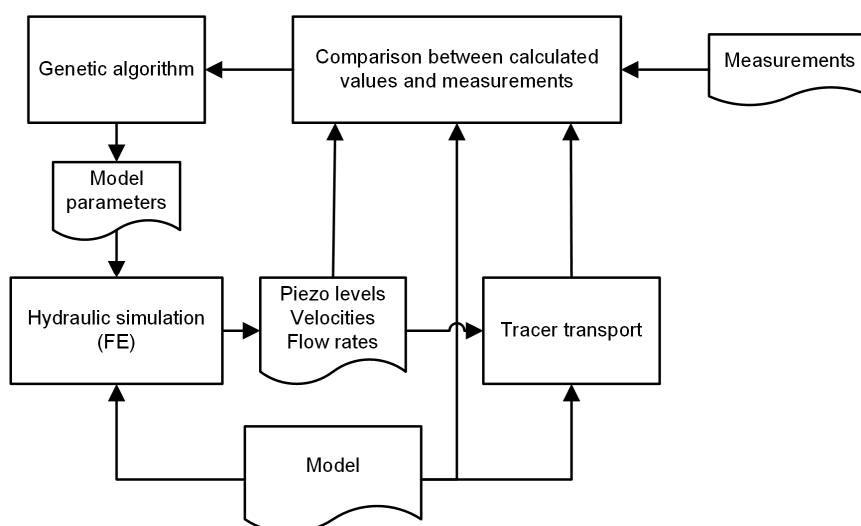 Genetic algorithm
Comparison between calculated
values and measurements
Measurements
Model
parameters
Hydraulic simulation
(FE)
Piezo levels
Velocities
Flow rates
Tracer transport
Model